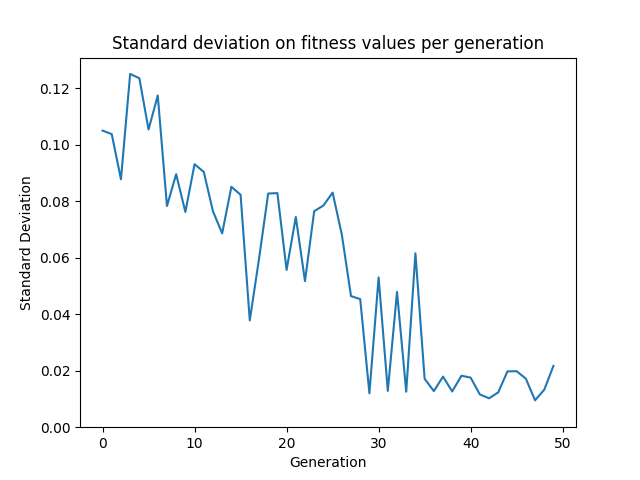 Standard deviation on fitness values per generation
0.12
0.10
0.08
0.06
0.04
0.02
0.00
Standard Deviation
0 10 20 30 40 50
Generation